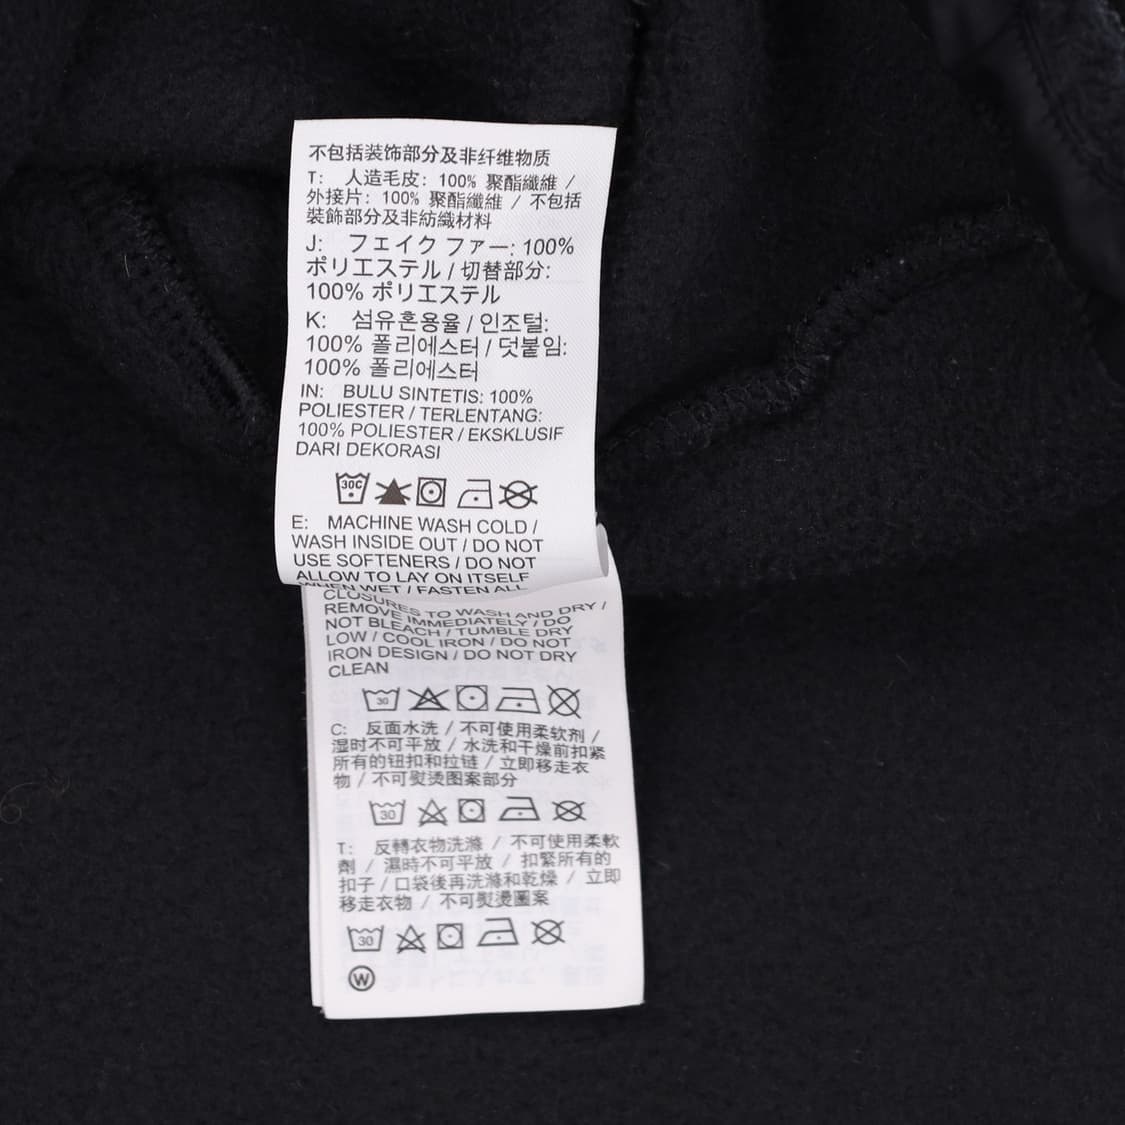 不包括装饰部分及非纤维物质
T: 人造毛皮: 100% 聚酯纖維 /
外接片: 100% 聚酯纖維 / 不包括
裝飾部分及非紡織材料
J: フェイク ファー: 100%
ポリエステル / 切替部分:
100% ポリエステル
K: 섬유혼용율 / 인조털:
100% 폴리에스터 / 덧붙임:
100% 폴리에스터
IN: BULU SINTETIS: 100%
POLIESTER / TERLENTANG:
100% POLIESTER / EKSKLUSIF
DARI DEKORASI
30C
E: MACHINE WASH COLD /
WASH INSIDE OUT / DO NOT
USE SOFTENERS / DO NOT
ALLOW TO LAY ON ITSELF
WHEN WET / FASTEN ALL
CLOSURES TO WASH AND DRY /
REMOVE IMMEDIATELY / DO
NOT BLEACH / TUMBLE DRY
LOW / COOL IRON / DO NOT
IRON DESIGN / DO NOT DRY
CLEAN
30
C: 反面水洗 / 不可使用柔软剂 /
湿时不可平放 / 水洗和干燥前扣紧
所有的钮扣和拉链 / 立即移走衣
物 / 不可熨烫图案部分
30
T: 反轉衣物洗滌 / 不可使用柔軟
劑 / 濕時不可平放 / 扣緊所有的
扣子 / 口袋後再洗滌和乾燥 / 立即
移走衣物 / 不可熨燙圖案
30
W